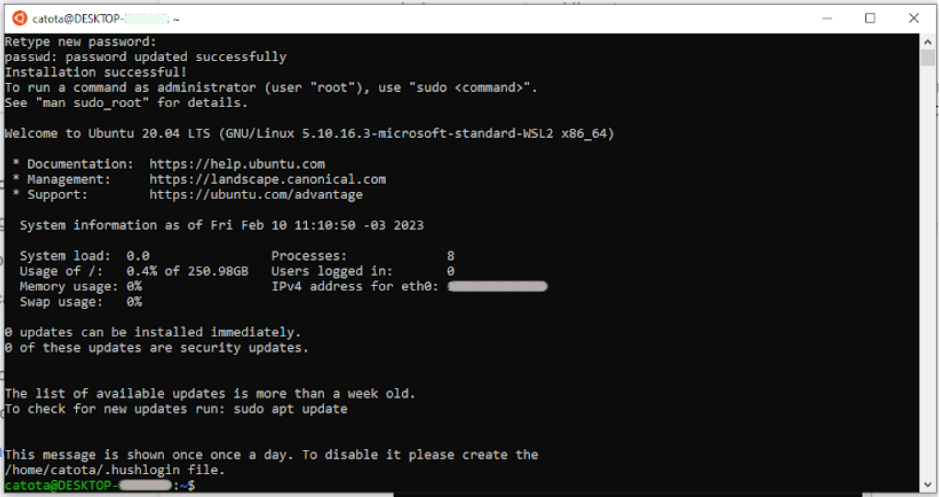 catota@DESKTOP- : ~
Retype new password:
passwd: password updated successfully
Installation successful!
To run a command as administrator (user "root"), use "sudo <command>".
See "man sudo_root" for details.
Welcome to Ubuntu 20.04 LTS (GNU/Linux 5.10.16.3-microsoft-standard-WSL2 x86_64)
* Documentation: https://help.ubuntu.com
* Management: https://landscape.canonical.com
* Support: https://ubuntu.com/advantage
System information as of Fri Feb 10 11:10:50 -03 2023
System load: 0.0 Processes: 8
Usage of /: 0.4% of 250.98GB Users logged in: 0
Memory usage: 0% IPv4 address for eth0:
Swap usage: 0%
0 updates can be installed immediately.
0 of these updates are security updates.
The list of available updates is more than a week old.
To check for new updates run: sudo apt update
This message is shown once once a day. To disable it please create the
/home/catota/.hushlogin file.
catota@DESKTOP- :~$